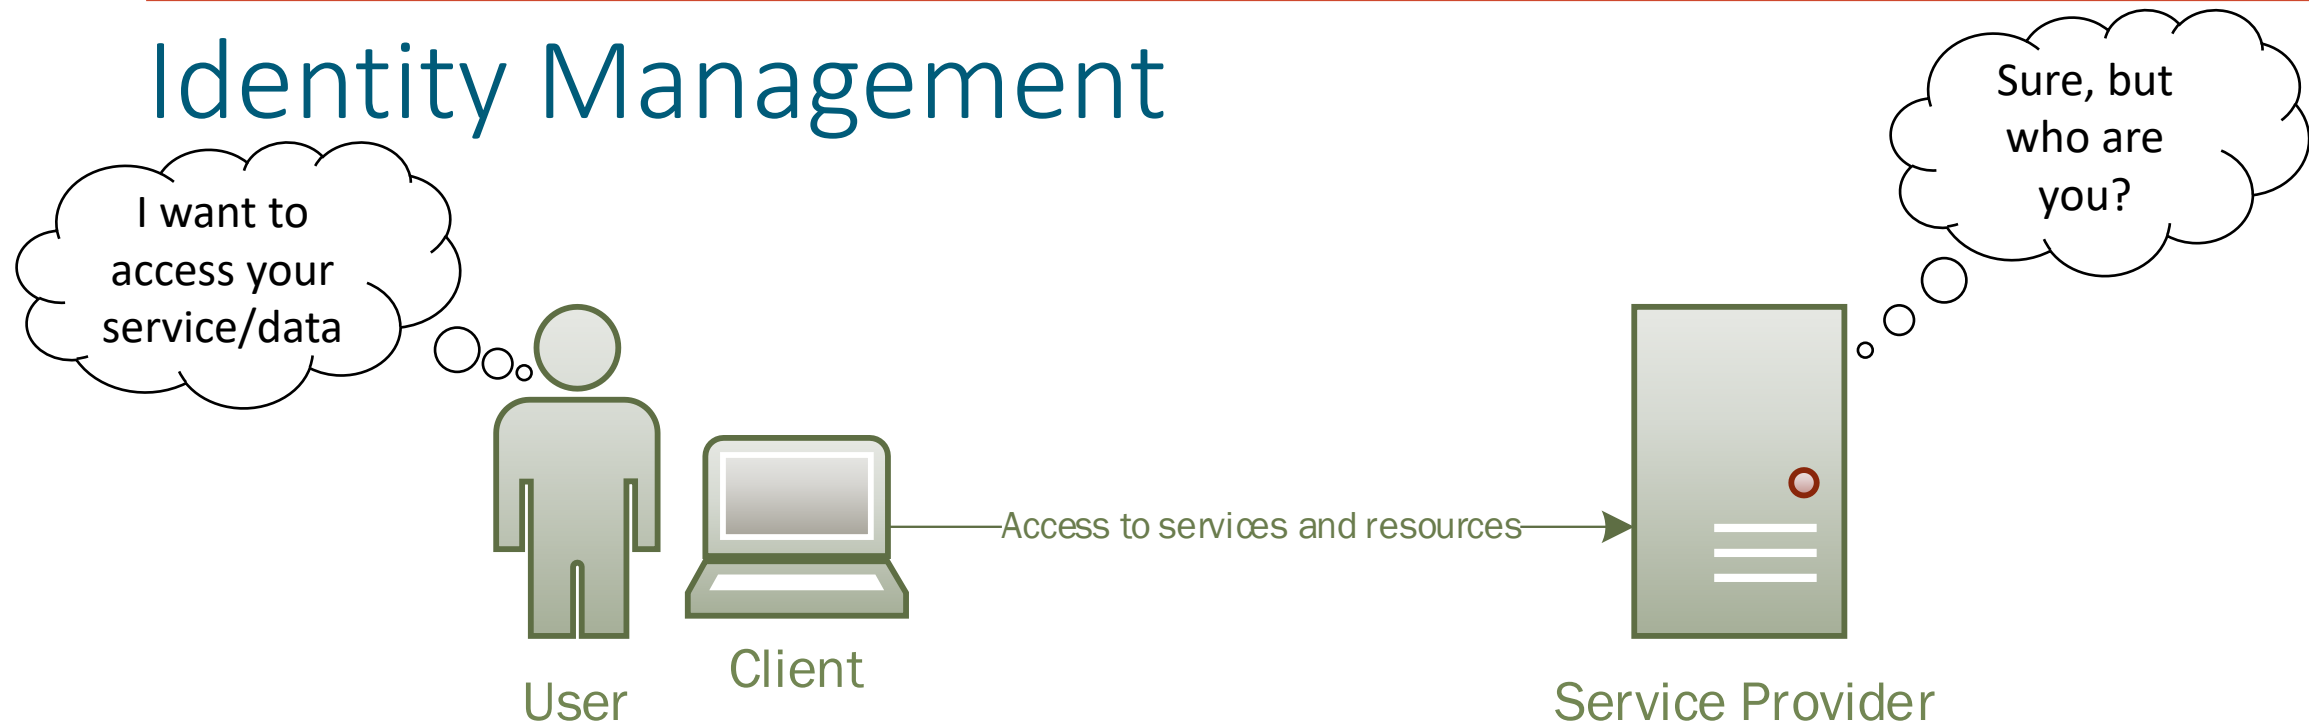 Identity Management
Sure, but
who are
you?
I want to
access your
service/data
Access to services and resources
Client
User
Service Provider